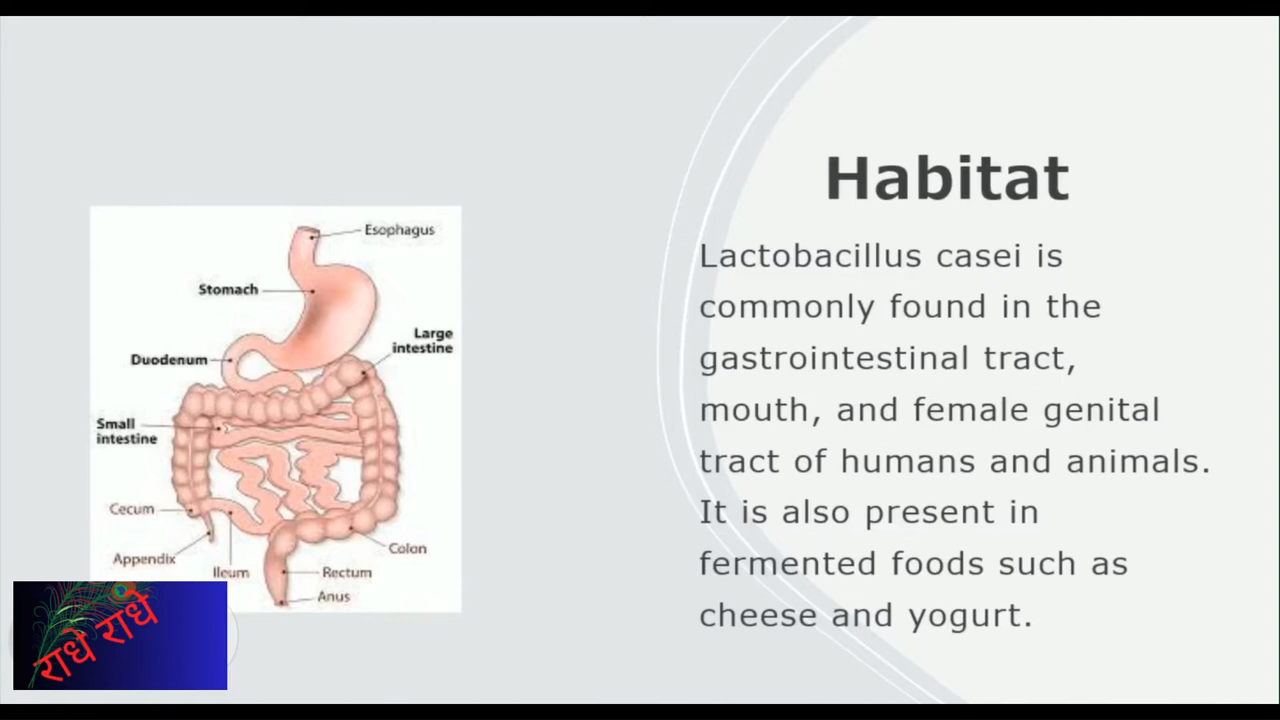 Habitat
Lactobacillus casei is
commonly found in the
gastrointestinal tract,
mouth, and female genital
tract of humans and animals.
It is also present in
fermented foods such as
cheese and yogurt.
Esophagus
Stomach
Large
intestine
Duodenum
Small
intestine
Cecum
Appendix
Ileum
Colon
Rectum
Anus
राधे राधे